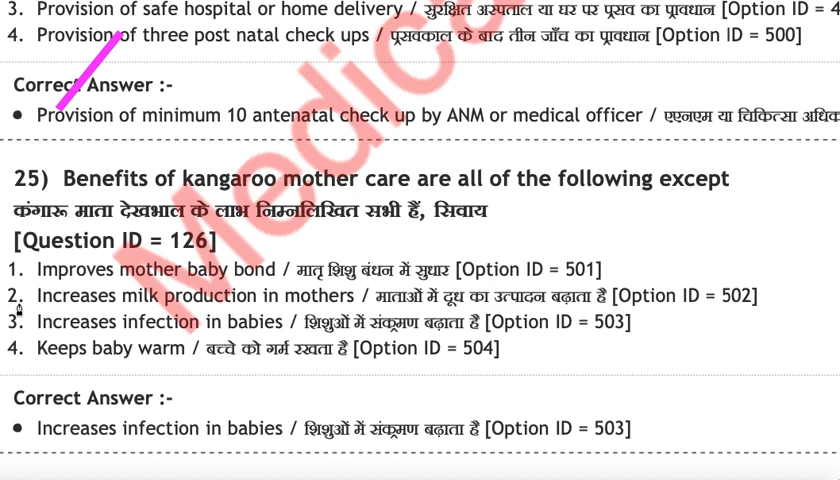 3. Provision of safe hospital or home delivery / सुरक्षित अस्पताल या घर पर प्रसव का प्रावधान [Option ID = 4
4. Provision of three post natal check ups / प्रसवकाल के बाद तीन जाँच का प्रावधान [Option ID = 500]
Correct Answer :-
• Provision of minimum 10 antenatal check up by ANM or medical officer / एएनएम या चिकित्सा अधिक
25) Benefits of kangaroo mother care are all of the following except
कंगारू माता देखभाल के लाभ निम्नलिखित सभी हैं, सिवाय
[Question ID = 126]
1. Improves mother baby bond / मातृ शिशु बंधन में सुधार [Option ID = 501]
2. Increases milk production in mothers / माताओं में दूध का उत्पादन बढ़ाता है [Option ID = 502]
3. Increases infection in babies / शिशुओं में संक्रमण बढ़ाता है [Option ID = 503]
4. Keeps baby warm / बच्चे को गर्म रखता है [Option ID = 504]
Correct Answer :-
• Increases infection in babies / शिशुओं में संक्रमण बढ़ाता है [Option ID = 503]
Medica